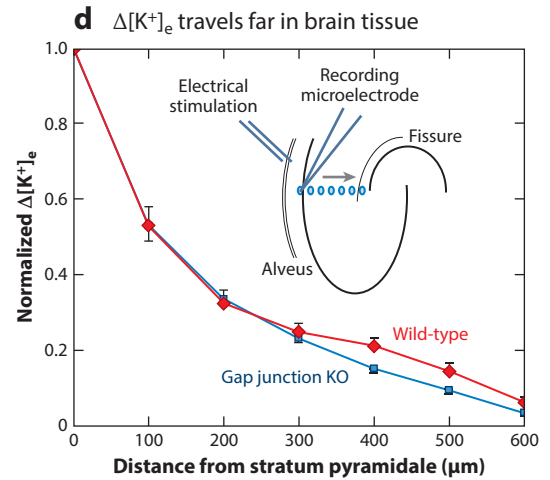 d Δ[K+]e travels far in brain tissue
Normalized Δ[K+]e
1.0
0.8
0.6
0.4
0.2
0
Electrical
stimulation
Recording
microelectrode
Fissure
Alveus
Wild-type
Gap junction KO
0 100 200 300 400 500 600
Distance from stratum pyramidale (μm)